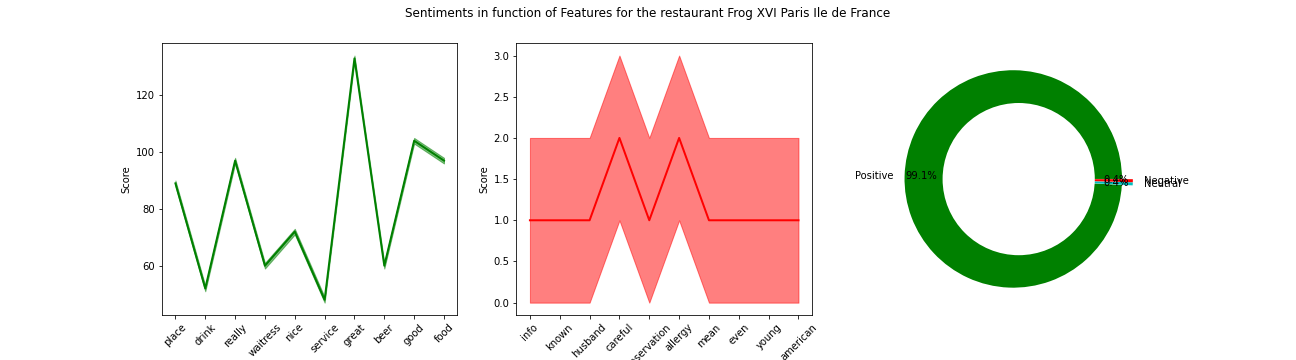 Sentiments in function of Features for the restaurant Frog XVI Paris Ile de France
Score
120
100
80
60
place
drink
really
waitress
nice
service
great
beer
good
food
Score
3.0
2.5
2.0
1.5
1.0
0.5
0.0
info
known
husband
careful
servation
allergy
mean
even
young
american
Positive
99.1%
0.4%
Negative
Neutral